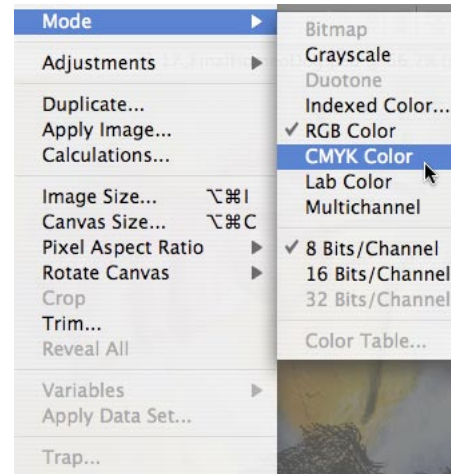 Mode
Adjustments
Duplicate...
Apply Image...
Calculations...
Image Size... ⌥⌘I
Canvas Size... ⌥⌘C
Pixel Aspect Ratio
Rotate Canvas
Crop
Trim...
Reveal All
Variables
Apply Data Set...
Trap...
Bitmap
Grayscale
Duotone
Indexed Color...
✓ RGB Color
CMYK Color
Lab Color
Multichannel
✓ 8 Bits/Channel
16 Bits/Channel
32 Bits/Channel
Color Table...